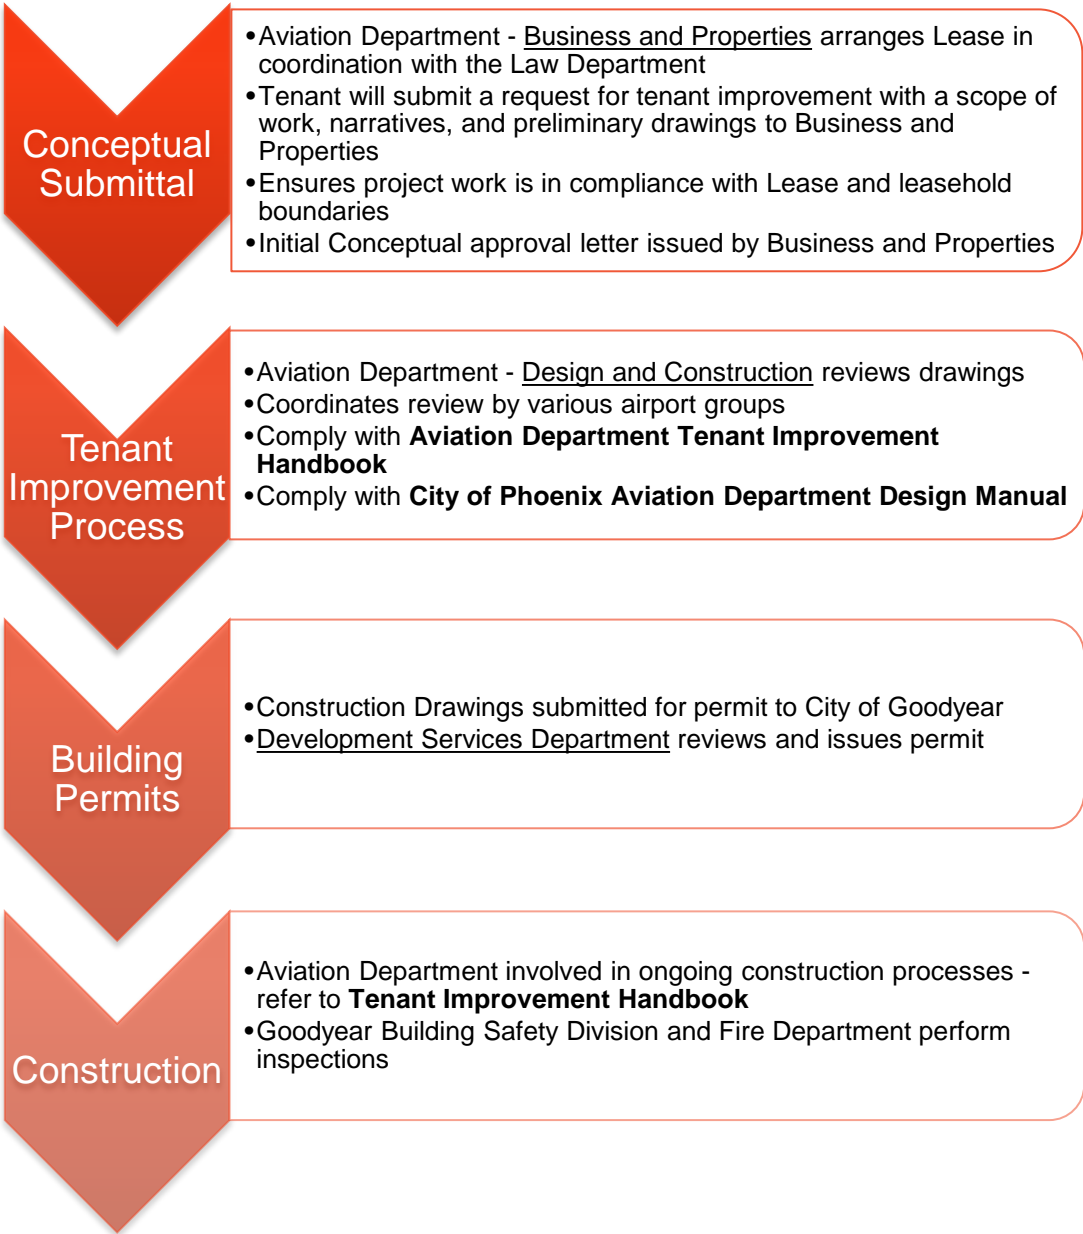 Conceptual
Submittal
•Aviation Department - Business and Properties arranges Lease in
coordination with the Law Department
•Tenant will submit a request for tenant improvement with a scope of
work, narratives, and preliminary drawings to Business and
Properties
•Ensures project work is in compliance with Lease and leasehold
boundaries
•Initial Conceptual approval letter issued by Business and Properties
Tenant
Improvement
Process
•Aviation Department - Design and Construction reviews drawings
•Coordinates review by various airport groups
•Comply with Aviation Department Tenant Improvement
Handbook
•Comply with City of Phoenix Aviation Department Design Manual
Building
Permits
•Construction Drawings submitted for permit to City of Goodyear
•Development Services Department reviews and issues permit
Construction
•Aviation Department involved in ongoing construction processes -
refer to Tenant Improvement Handbook
•Goodyear Building Safety Division and Fire Department perform
inspections